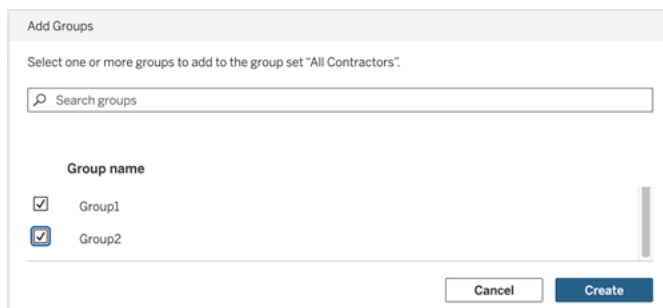 Add Groups
Select one or more groups to add to the group set “All Contractors”.
Search groups
Group name
Group1
Group2
Cancel Create